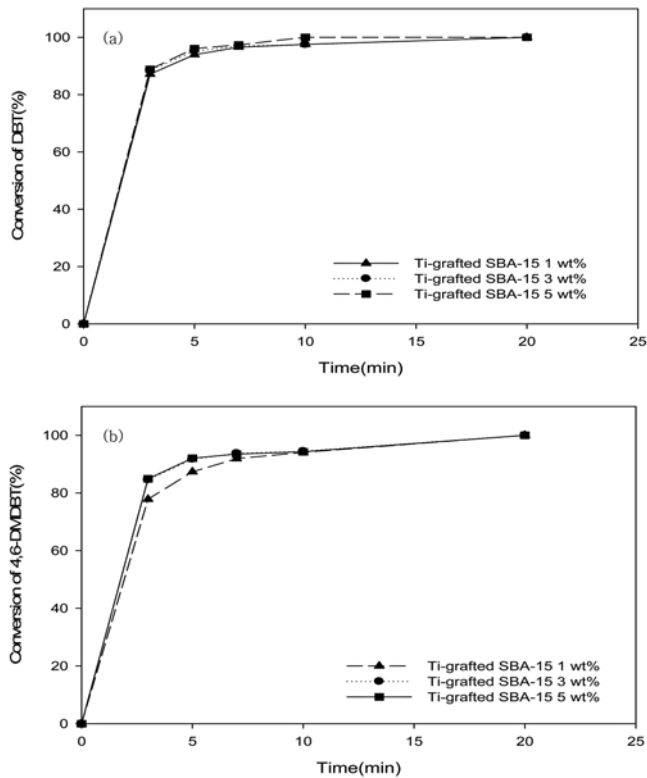 (a)
Conversion of DBT(%)
100
80
60
40
20
0
Ti-grafted SBA-15 1 wt%
Ti-grafted SBA-15 3 wt%
Ti-grafted SBA-15 5 wt%
0 5 10 15 20 25
Time(min)
(b)
Conversion of 4,6-DMDBT(%)
100
80
60
40
20
0
Ti-grafted SBA-15 1 wt%
Ti-grafted SBA-15 3 wt%
Ti-grafted SBA-15 5 wt%
0 5 10 15 20 25
Time(min)